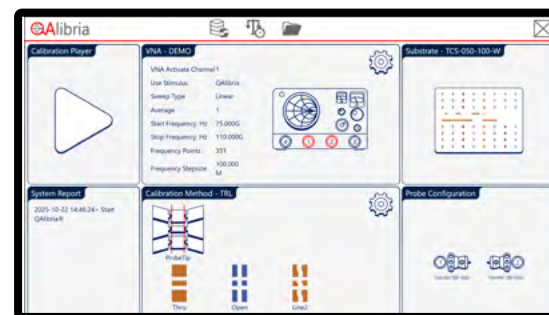 QAlibria
Calibration Player
VNA - DEMO
Substrate - TCS-050-100-W
VNA Activate Channel 1
Use Stimulus QAlibria
Sweep Type Linear
Average 1
Start Frequency, Hz 75.000G
Stop Frequency, Hz 110.000G
Frequency Points 351
Frequency Stepsize 100.000
M
System Report
Calibration Method - TRL
Probe Configuration
2025-10-22 14:46:24> Start
QAlibria®
ProbeTip
Thru
Open
Line2